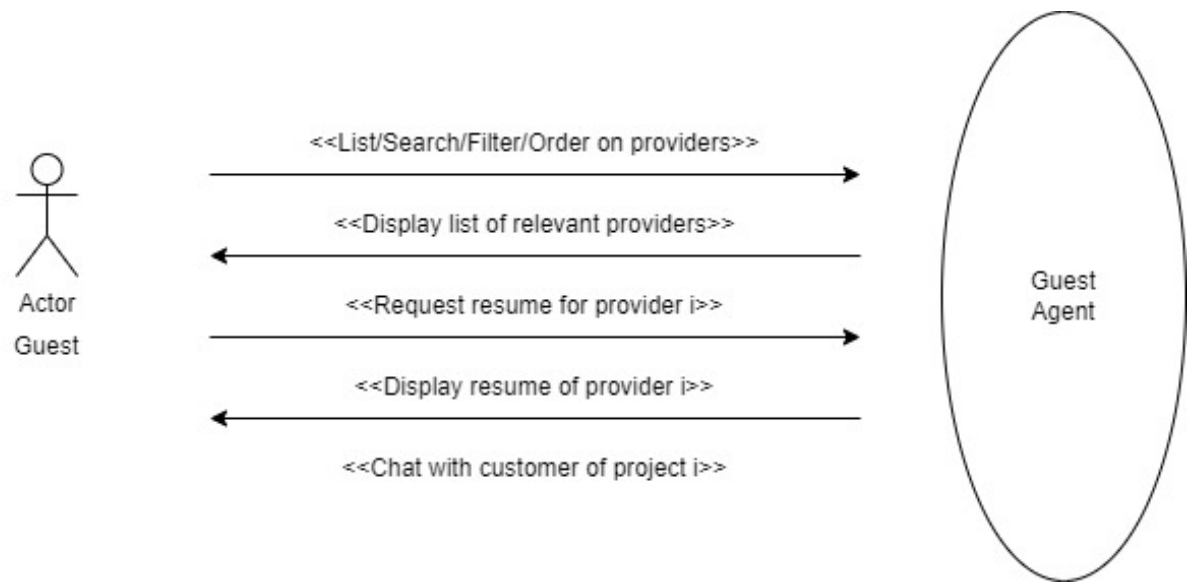 <<List/Search/Filter/Order on providers>>
<<Display list of relevant providers>>
<<Request resume for provider i>>
<<Display resume of provider i>>
<<Chat with customer of project i>>
Actor
Guest
Guest
Agent